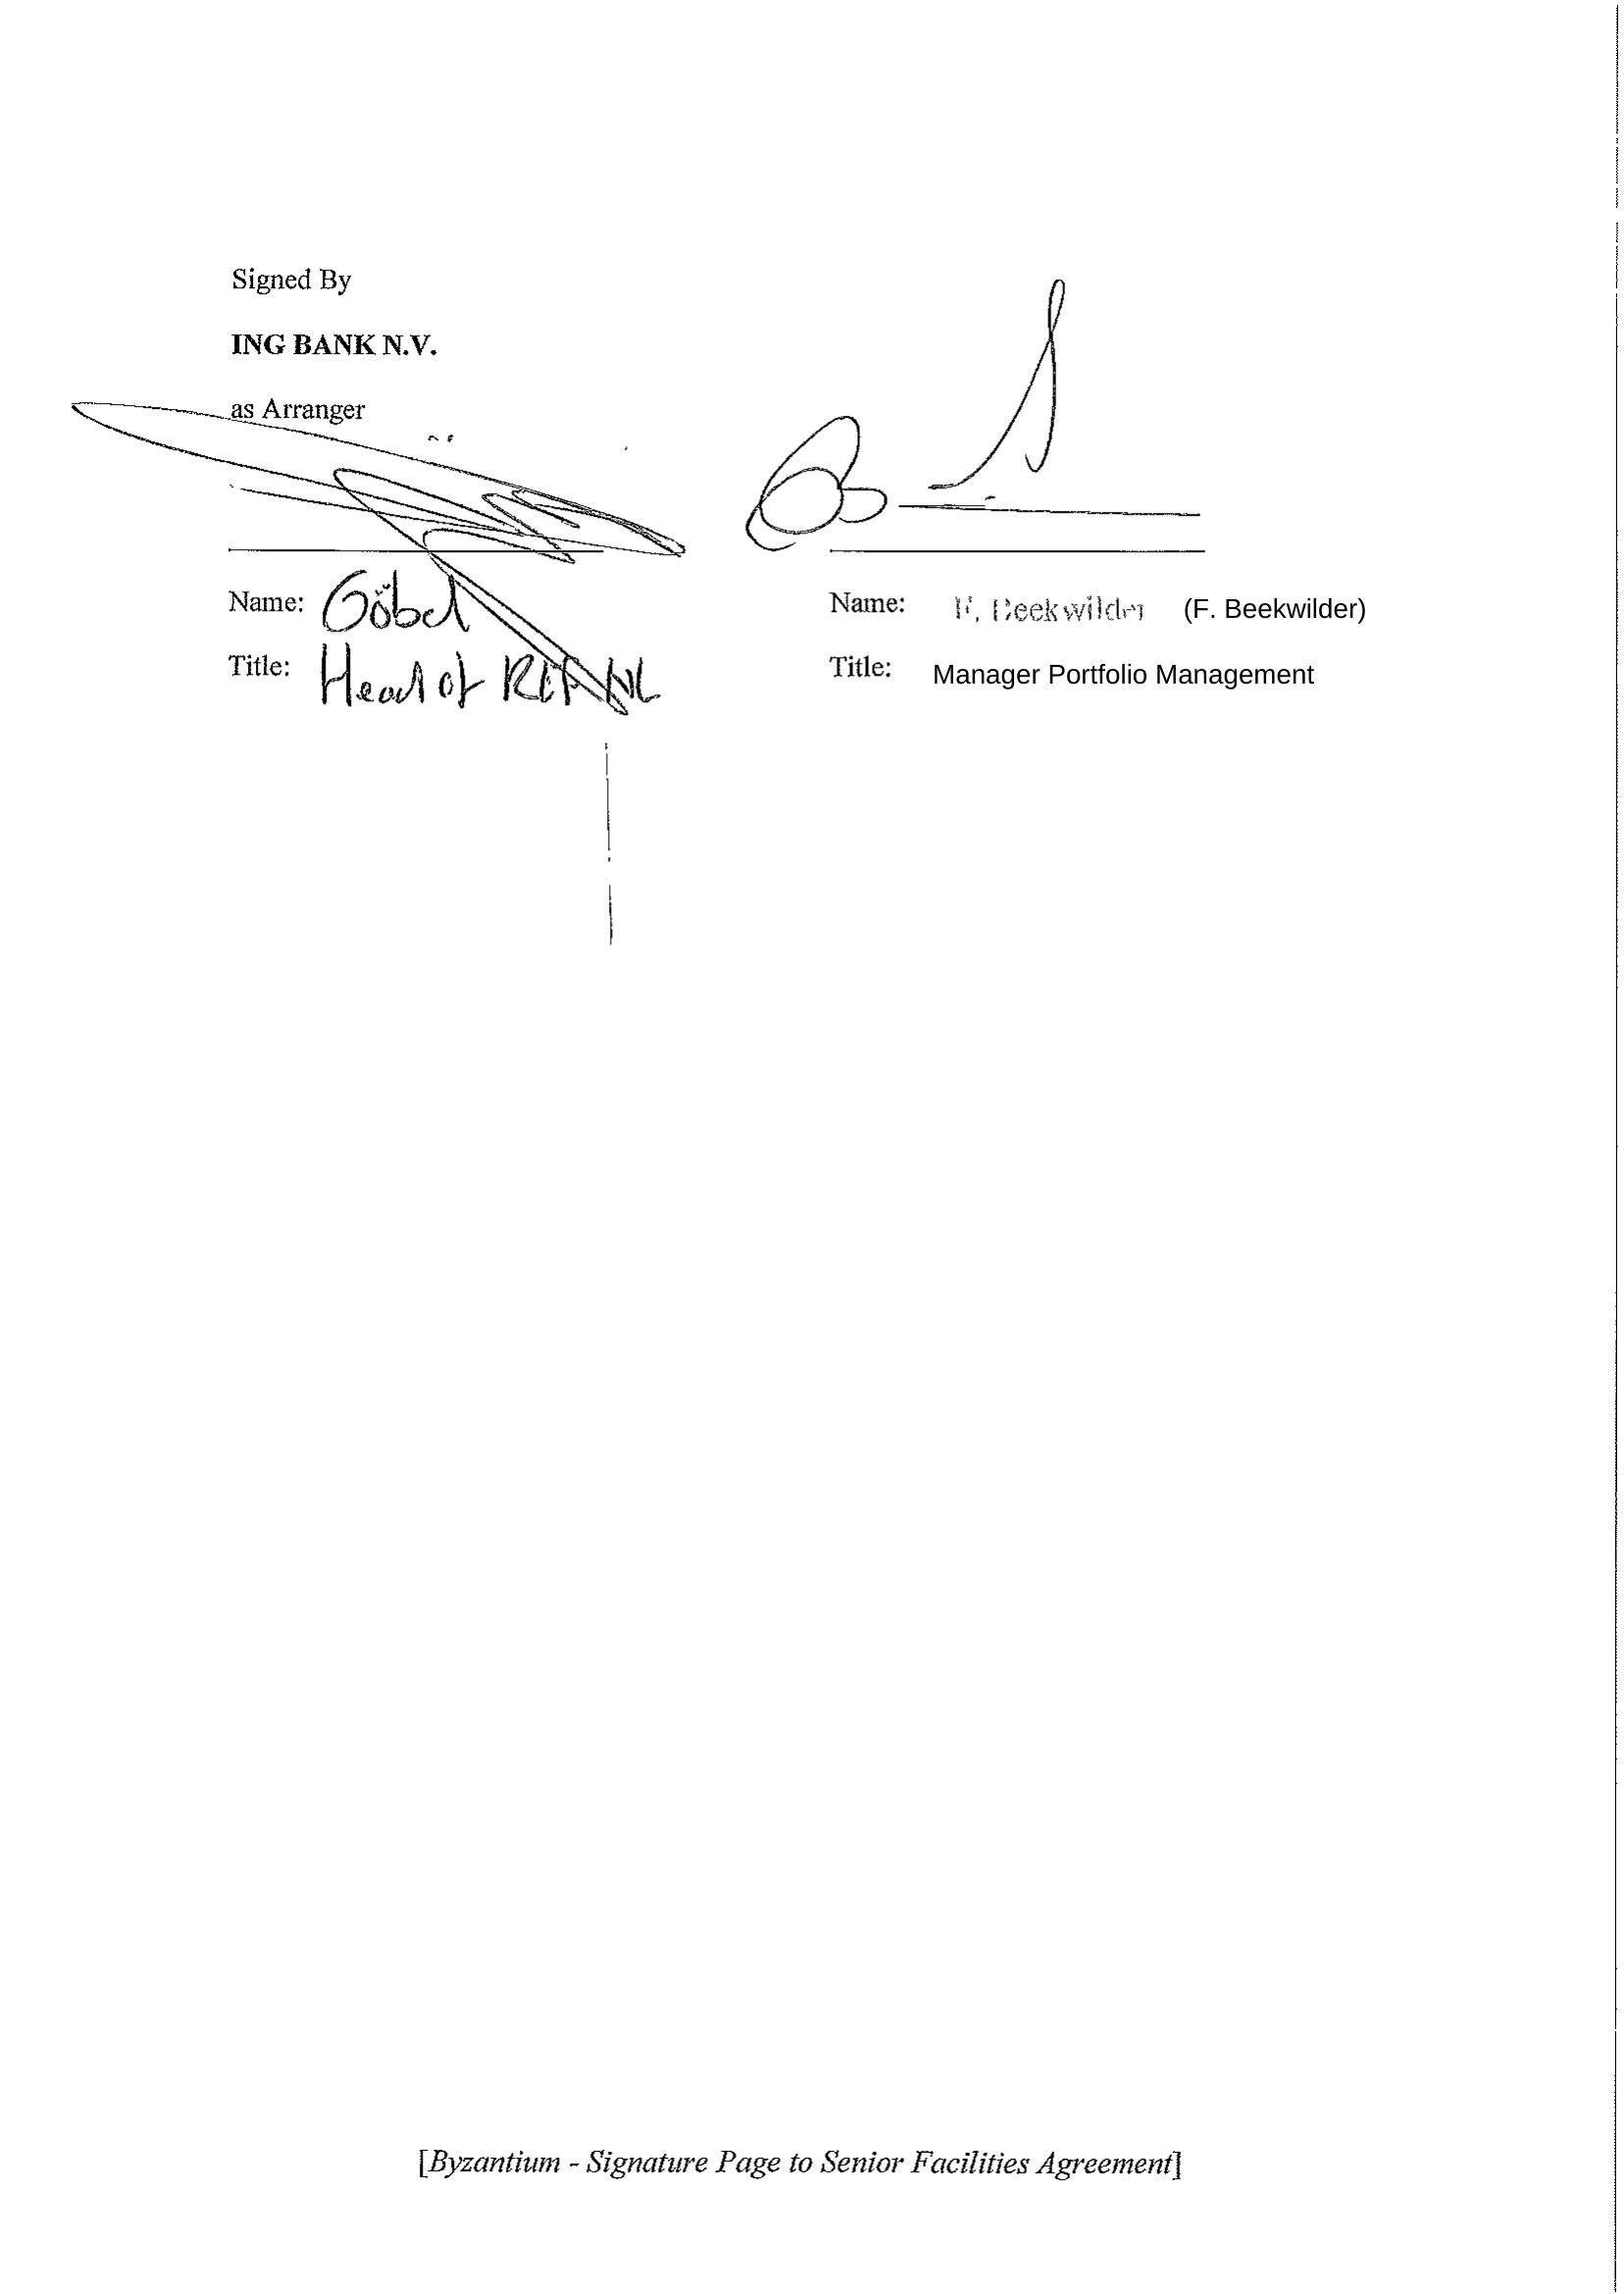 Signed By
ING BANK N.V.
as Arranger
Name: Göbel
Title: Head of REF NL
Name: F. Beekwilder (F. Beekwilder)
Title: Manager Portfolio Management
[Byzantium - Signature Page to Senior Facilities Agreement]